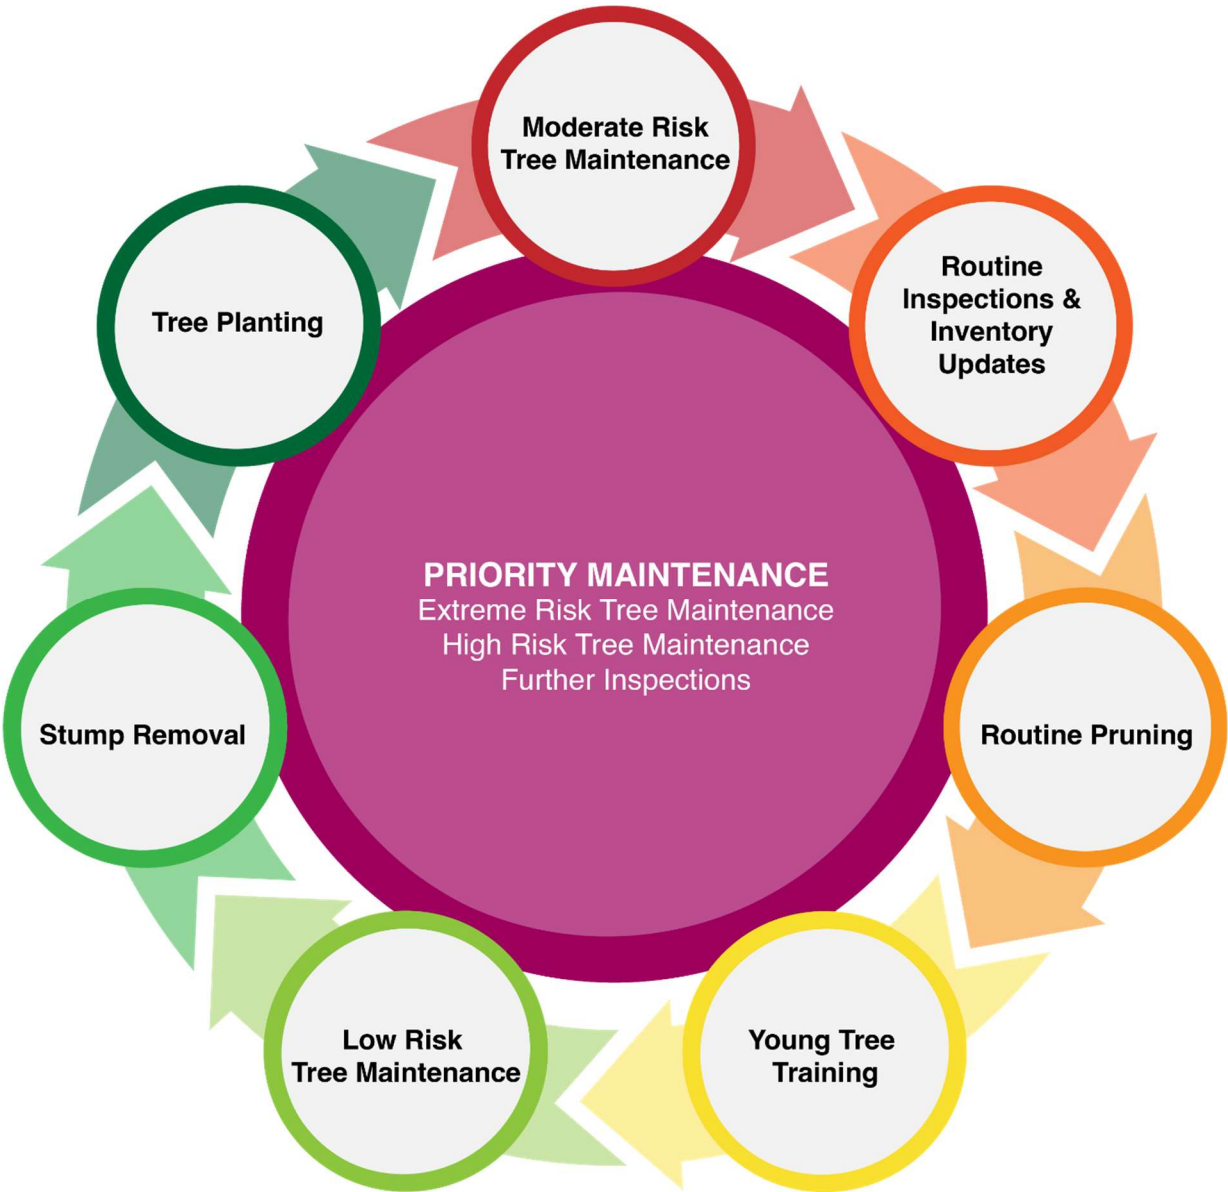 Moderate Risk
Tree Maintenance
Routine
Inspections &
Inventory
Updates
Routine Pruning
Young Tree
Training
Low Risk
Tree Maintenance
Stump Removal
Tree Planting
PRIORITY MAINTENANCE
Extreme Risk Tree Maintenance
High Risk Tree Maintenance
Further Inspections